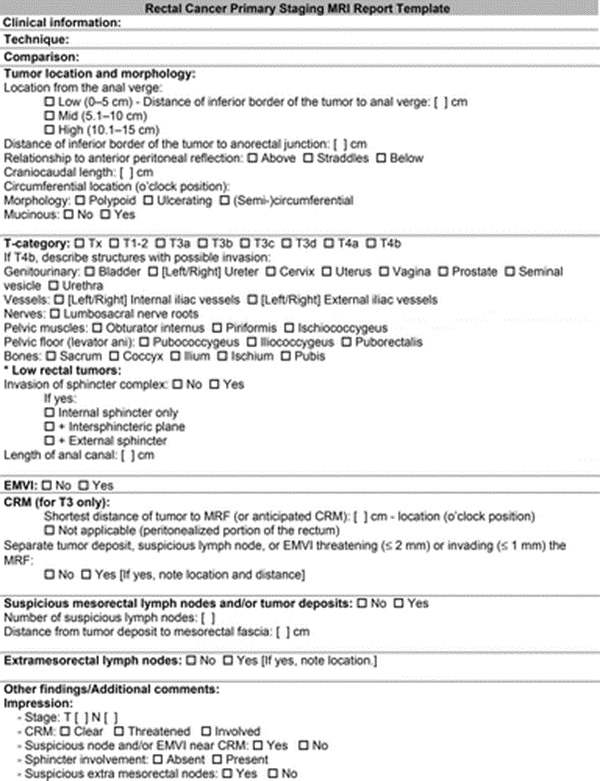 Rectal Cancer Primary Staging MRI Report Template
Clinical information:
Technique:
Comparison:
Tumor location and morphology:
Location from the anal verge:
☐ Low (0–5 cm) - Distance of inferior border of the tumor to anal verge: [ ] cm
☐ Mid (5.1–10 cm)
☐ High (10.1–15 cm)
Distance of inferior border of the tumor to anorectal junction: [ ] cm
Relationship to anterior peritoneal reflection: ☐ Above ☐ Straddles ☐ Below
Craniocaudal length: [ ] cm
Circumferential location (o'clock position):
Morphology: ☐ Polypoid ☐ Ulcerating ☐ (Semi-)circumferential
Mucinous: ☐ No ☐ Yes
T-category: ☐ Tx ☐ T1-2 ☐ T3a ☐ T3b ☐ T3c ☐ T3d ☐ T4a ☐ T4b
If T4b, describe structures with possible invasion:
Genitourinary: ☐ Bladder ☐ [Left/Right] Ureter ☐ Cervix ☐ Uterus ☐ Vagina ☐ Prostate ☐ Seminal
vesicle ☐ Urethra
Vessels: ☐ [Left/Right] Internal iliac vessels ☐ [Left/Right] External iliac vessels
Nerves: ☐ Lumbosacral nerve roots
Pelvic muscles: ☐ Obturator internus ☐ Piriformis ☐ Ischiococcygeus
Pelvic floor (levator ani): ☐ Pubococcygeus ☐ Iliococcygeus ☐ Puborectalis
Bones: ☐ Sacrum ☐ Coccyx ☐ Ilium ☐ Ischium ☐ Pubis
* Low rectal tumors:
Invasion of sphincter complex: ☐ No ☐ Yes
If yes:
☐ Internal sphincter only
☐ + Intersphincteric plane
☐ + External sphincter
Length of anal canal: [ ] cm
EMVI: ☐ No ☐ Yes
CRM (for T3 only):
Shortest distance of tumor to MRF (or anticipated CRM): [ ] cm - location (o'clock position)
☐ Not applicable (peritonealized portion of the rectum)
Separate tumor deposit, suspicious lymph node, or EMVI threatening (≤ 2 mm) or invading (≤ 1 mm) the
MRF:
☐ No ☐ Yes [If yes, note location and distance]
Suspicious mesorectal lymph nodes and/or tumor deposits: ☐ No ☐ Yes
Number of suspicious lymph nodes: [ ]
Distance from tumor deposit to mesorectal fascia: [ ] cm
Extramesorectal lymph nodes: ☐ No ☐ Yes [If yes, note location.]
Other findings/Additional comments:
Impression:
- Stage: T [ ] N [ ]
- CRM: ☐ Clear ☐ Threatened ☐ Involved
- Suspicious node and/or EMVI near CRM: ☐ Yes ☐ No
- Sphincter involvement: ☐ Absent ☐ Present
- Suspicious extra mesorectal nodes: ☐ Yes ☐ No